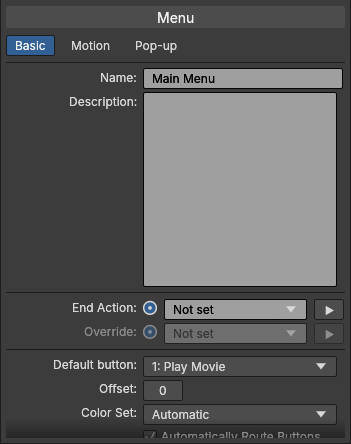 Menu
Basic Motion Pop-up
Name: Main Menu
Description:
End Action: Not set
Override: Not set
Default button: 1: Play Movie
Offset: 0
Color Set: Automatic
Automatically Route Buttons